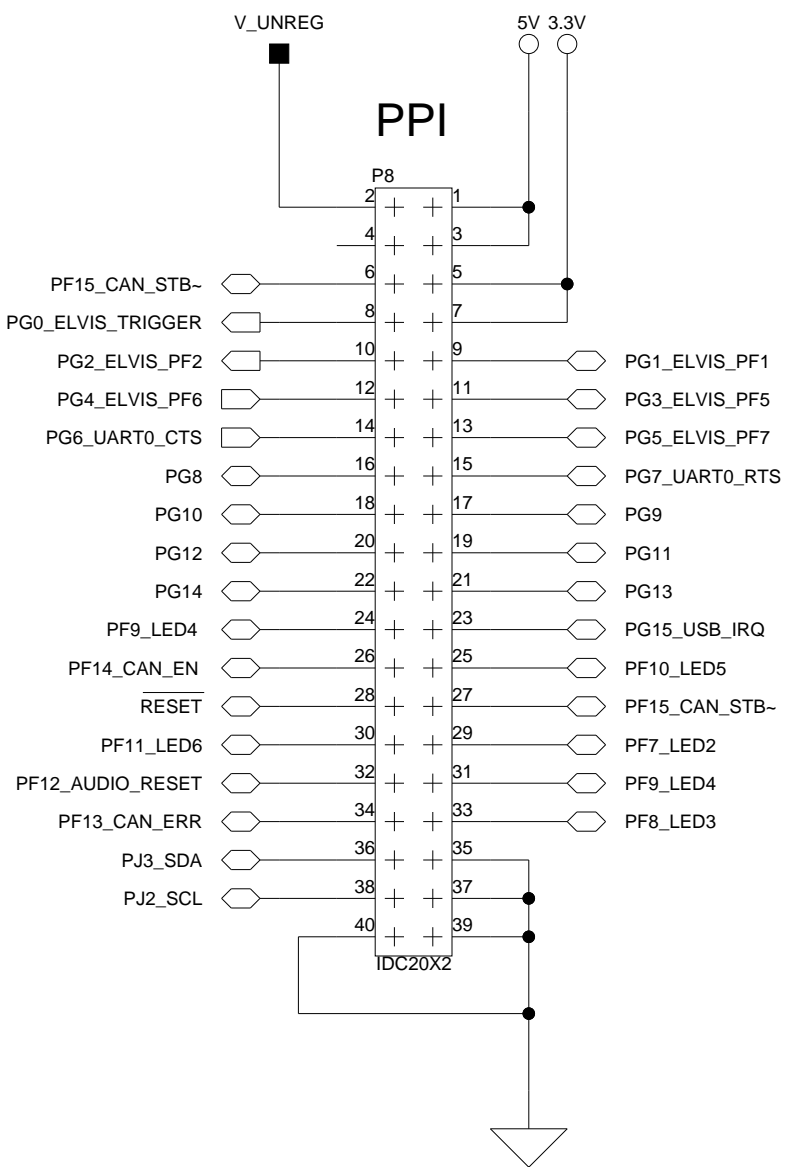 V_UNREG 5V 3.3V
PPI
P8
2 1
4 3
PF15_CAN_STB~ 6 5
PG0_ELVIS_TRIGGER 8 7
PG2_ELVIS_PF2 10 9 PG1_ELVIS_PF1
PG4_ELVIS_PF6 12 11 PG3_ELVIS_PF5
PG6_UART0_CTS 14 13 PG5_ELVIS_PF7
PG8 16 15 PG7_UART0_RTS
PG10 18 17 PG9
PG12 20 19 PG11
PG14 22 21 PG13
PF9_LED4 24 23 PG15_USB_IRQ
PF14_CAN_EN 26 25 PF10_LED5
RESET 28 27 PF15_CAN_STB~
PF11_LED6 30 29 PF7_LED2
PF12_AUDIO_RESET 32 31 PF9_LED4
PF13_CAN_ERR 34 33 PF8_LED3
PJ3_SDA 36 35
PJ2_SCL 38 37
40 39
IDC20X2